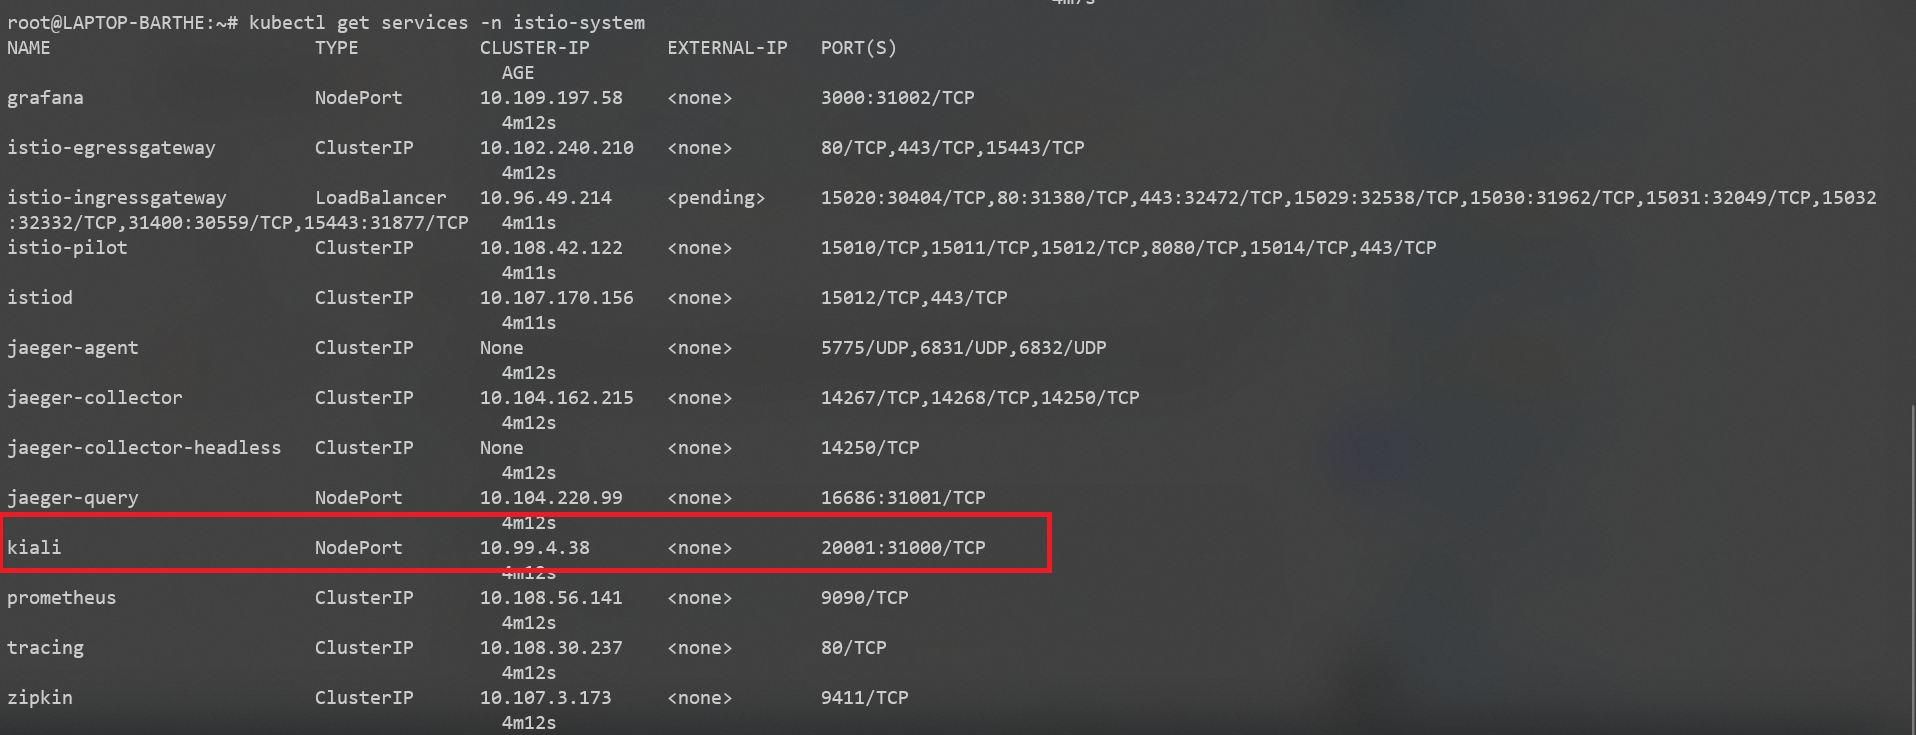 4m7s
root@LAPTOP-BARTHE:~# kubectl get services -n istio-system
NAME TYPE CLUSTER-IP EXTERNAL-IP PORT(S)
AGE
grafana NodePort 10.109.197.58 <none> 3000:31002/TCP
4m12s
istio-egressgateway ClusterIP 10.102.240.210 <none> 80/TCP,443/TCP,15443/TCP
4m12s
istio-ingressgateway LoadBalancer 10.96.49.214 <pending> 15020:30404/TCP,80:31380/TCP,443:32472/TCP,15029:32538/TCP,15030:31962/TCP,15031:32049/TCP,15032
:32332/TCP,31400:30559/TCP,15443:31877/TCP 4m11s
istio-pilot ClusterIP 10.108.42.122 <none> 15010/TCP,15011/TCP,15012/TCP,8080/TCP,15014/TCP,443/TCP
4m11s
istiod ClusterIP 10.107.170.156 <none> 15012/TCP,443/TCP
4m11s
jaeger-agent ClusterIP None <none> 5775/UDP,6831/UDP,6832/UDP
4m12s
jaeger-collector ClusterIP 10.104.162.215 <none> 14267/TCP,14268/TCP,14250/TCP
4m12s
jaeger-collector-headless ClusterIP None <none> 14250/TCP
4m12s
jaeger-query NodePort 10.104.220.99 <none> 16686:31001/TCP
4m12s
kiali NodePort 10.99.4.38 <none> 20001:31000/TCP
4m12s
prometheus ClusterIP 10.108.56.141 <none> 9090/TCP
4m12s
tracing ClusterIP 10.108.30.237 <none> 80/TCP
4m12s
zipkin ClusterIP 10.107.3.173 <none> 9411/TCP
4m12s